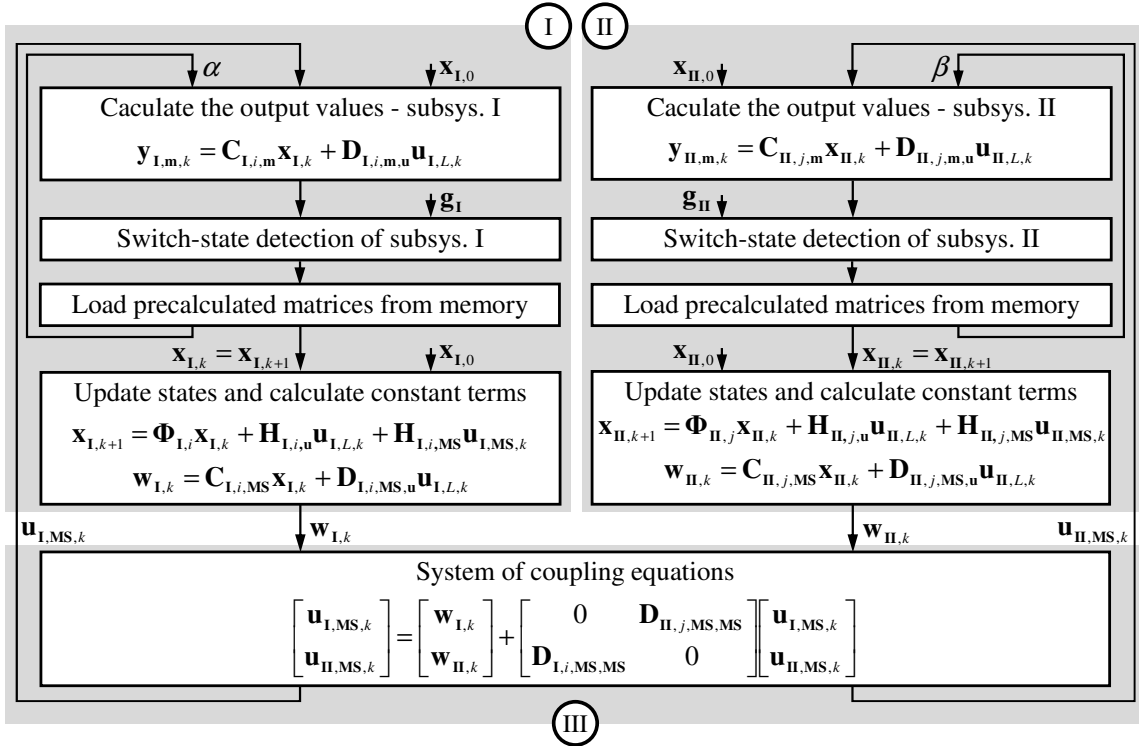 I
II
α
x_{I,0}
Caculate the output values - subsys. I
y_{I,m,k} = C_{I,i,m} x_{I,k} + D_{I,i,m,u} u_{I,L,k}
g_I
Switch-state detection of subsys. I
Load precalculated matrices from memory
x_{I,k} = x_{I,k+1}
x_{I,0}
Update states and calculate constant terms
x_{I,k+1} = Φ_{I,i} x_{I,k} + H_{I,i,u} u_{I,L,k} + H_{I,i,MS} u_{I,MS,k}
w_{I,k} = C_{I,i,MS} x_{I,k} + D_{I,i,MS,u} u_{I,L,k}
u_{I,MS,k}
w_{I,k}
x_{II,0}
β
Caculate the output values - subsys. II
y_{II,m,k} = C_{II,j,m} x_{II,k} + D_{II,j,m,u} u_{II,L,k}
g_{II}
Switch-state detection of subsys. II
Load precalculated matrices from memory
x_{II,0}
x_{II,k} = x_{II,k+1}
Update states and calculate constant terms
x_{II,k+1} = Φ_{II,j} x_{II,k} + H_{II,j,u} u_{II,L,k} + H_{II,j,MS} u_{II,MS,k}
w_{II,k} = C_{II,j,MS} x_{II,k} + D_{II,j,MS,u} u_{II,L,k}
w_{II,k}
u_{II,MS,k}
System of coupling equations
[u_{I,MS,k}; u_{II,MS,k}] = [w_{I,k}; w_{II,k}] + [0 D_{II,j,MS,MS}; D_{I,i,MS,MS} 0] [u_{I,MS,k}; u_{II,MS,k}]
III